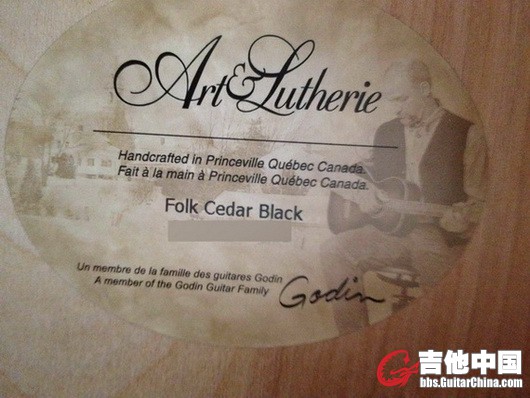 Art & Lutherie
Handcrafted in Princeville Québec Canada.
Fait à la main à Princeville Québec Canada.
Folk Cedar Black
Un membre de la famille des guitares Godin
A member of the Godin Guitar Family
Godin
吉他中国
bbs.GuitarChina.com